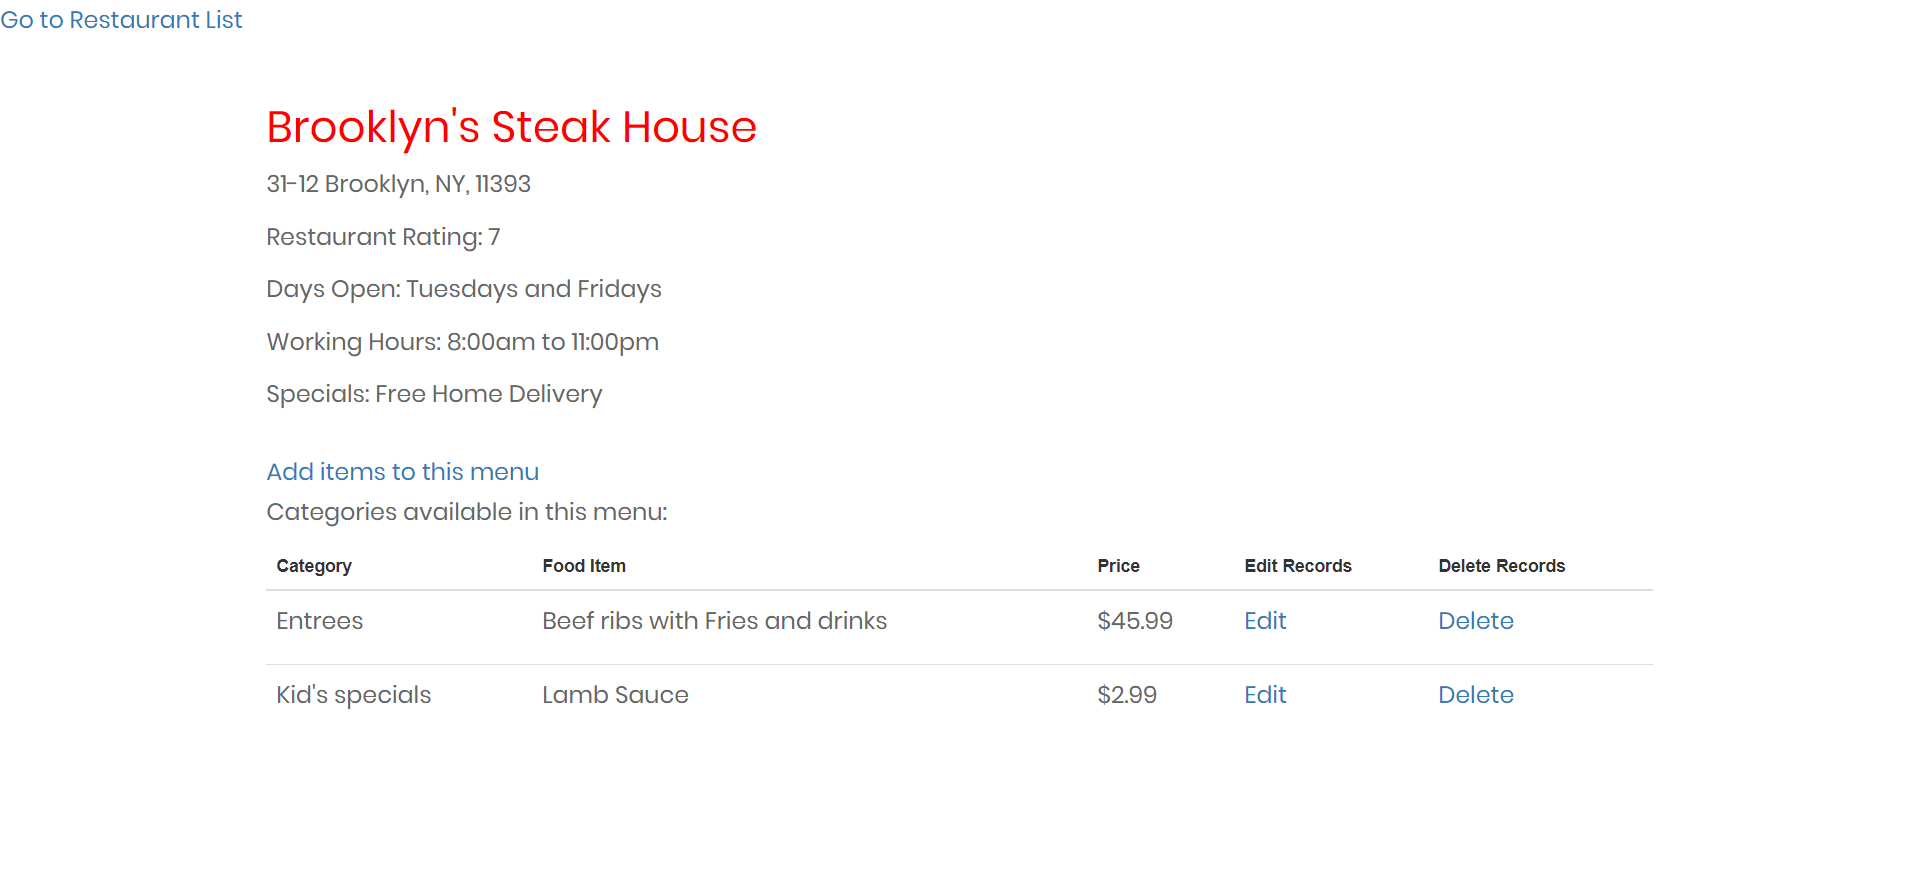 Go to Restaurant List
Brooklyn's Steak House
31-12 Brooklyn, NY, 11393
Restaurant Rating: 7
Days Open: Tuesdays and Fridays
Working Hours: 8:00am to 11:00pm
Specials: Free Home Delivery
Add items to this menu
Categories available in this menu:
Category Food Item Price Edit Records Delete Records
Entrees Beef ribs with Fries and drinks $45.99 Edit Delete
Kid's specials Lamb Sauce $2.99 Edit Delete